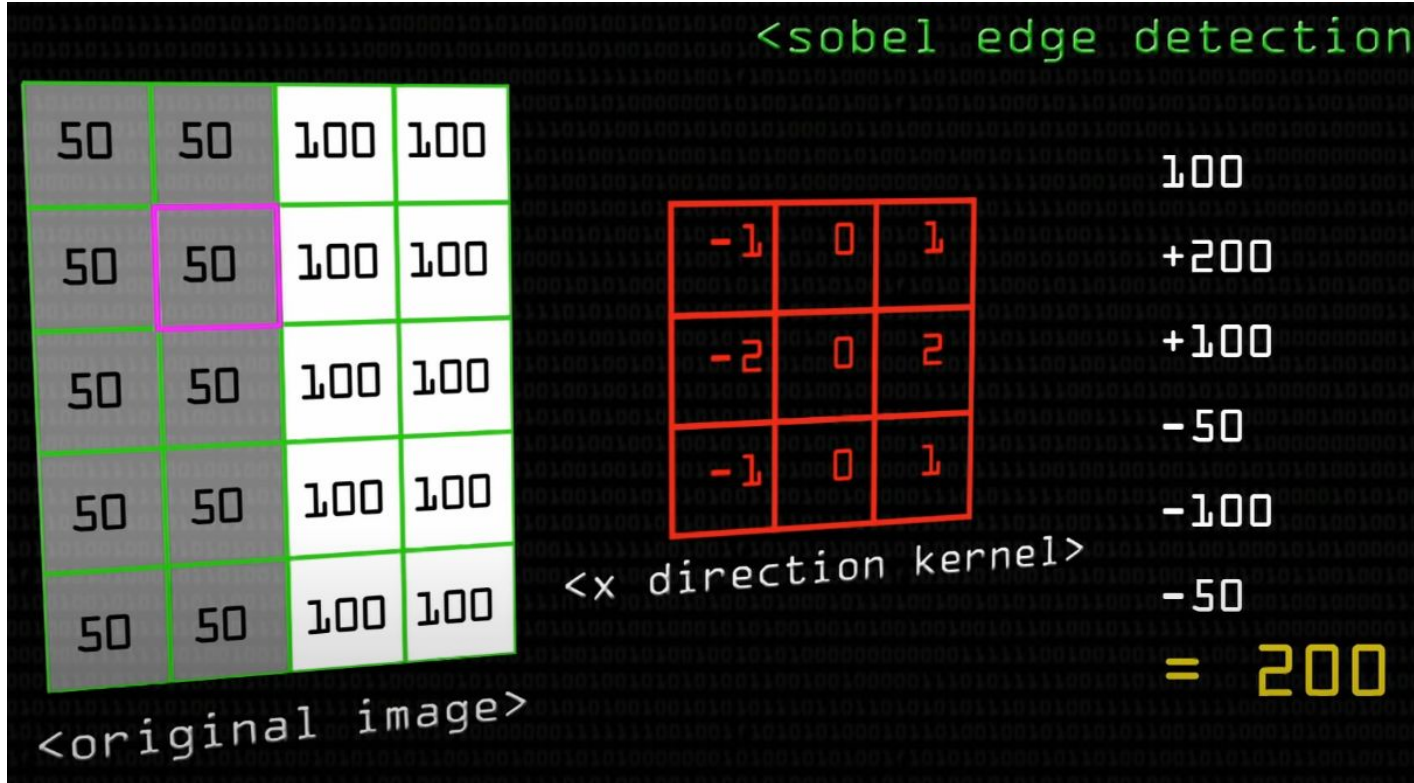 <sobel edge detection
50 50 100 100
50 50 100 100
50 50 100 100
50 50 100 100
50 50 100 100
<original image>
-1 0 1
-2 0 2
-1 0 1
<x direction kernel>
100
+200
+100
-50
-100
-50
= 200